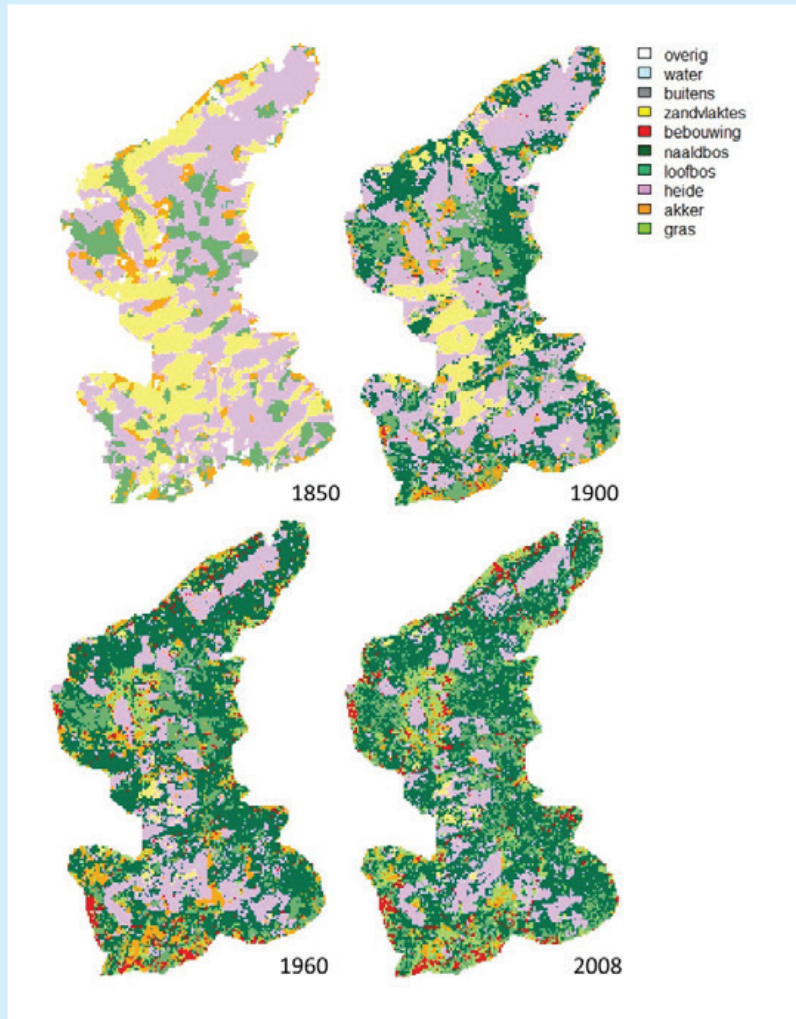 overig
water
buitens
zandvlaktes
bebouwing
naaldbos
loofbos
heide
akker
gras
1850
1900
1960
2008